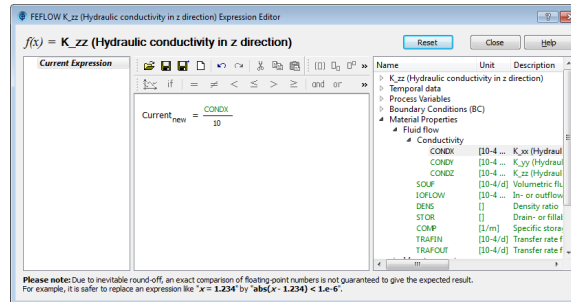 FEFLOW K_zz (Hydraulic conductivity in z direction) Expression Editor
f(x) = K_zz (Hydraulic conductivity in z direction)
Reset Close Help
Current Expression
if = ≠ < ≤ > ≥ and or »
Current new = CONDX
10
Name Unit Description
K_zz (Hydraulic conductivity in z direction)
Temporal data
Process Variables
Boundary Conditions (BC)
Material Properties
Fluid flow
Conductivity
CONDX [10-4 ... K_xx (Hydraul
CONDY [10-4 ... K_yy (Hydraul
CONDZ [10-4 ... K_zz (Hydraul
SOUF [10-4/d] Volumetric flu
IOFLOW [10-4 ... In- or outflow
DENS [] Density ratio
STOR [] Drain- or fillal
COMP [1/m] Specific storag
TRAFIN [10-4/d] Transfer rate f
TRAFOUT [10-4/d] Transfer rate f
Please note: Due to inevitable round-off, an exact comparison of floating-point numbers is not guaranteed to give the expected result.
For example, it is safer to replace an expression like "x = 1.234" by "abs(x - 1.234) < 1.e-6".